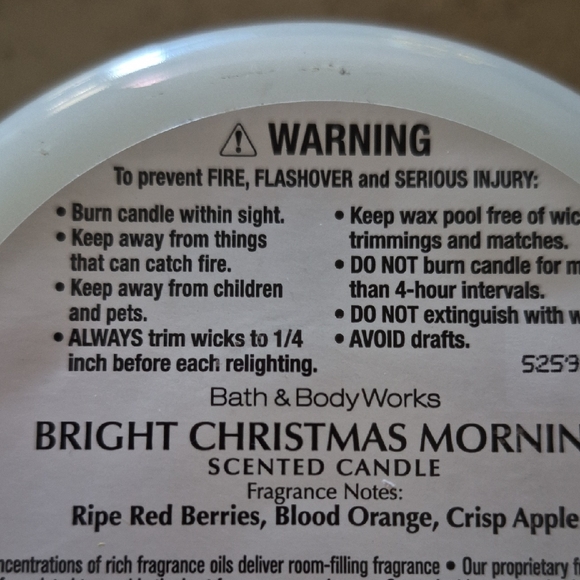 WARNING
To prevent FIRE, FLASHOVER and SERIOUS INJURY:
• Burn candle within sight.
• Keep away from things
that can catch fire.
• Keep away from children
and pets.
• ALWAYS trim wicks to 1/4
inch before each relighting.
• Keep wax pool free of wic
trimmings and matches.
• DO NOT burn candle for m
than 4-hour intervals.
• DO NOT extinguish with w
• AVOID drafts.
5259
Bath & Body Works
BRIGHT CHRISTMAS MORNIN
SCENTED CANDLE
Fragrance Notes:
Ripe Red Berries, Blood Orange, Crisp Apple
ncentrations of rich fragrance oils deliver room-filling fragrance • Our proprietary f